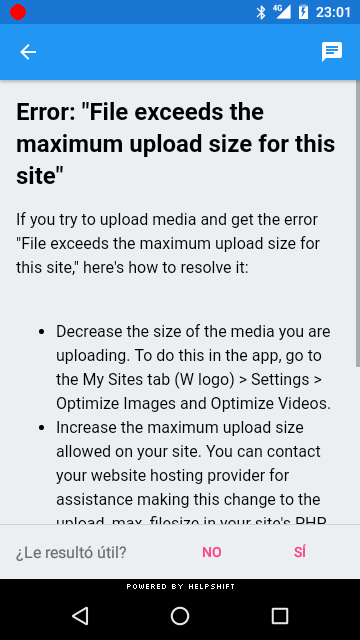 4G 23:01
Error: "File exceeds the
maximum upload size for this
site"
If you try to upload media and get the error
"File exceeds the maximum upload size for
this site," here's how to resolve it:
• Decrease the size of the media you are
uploading. To do this in the app, go to
the My Sites tab (W logo) > Settings >
Optimize Images and Optimize Videos.
• Increase the maximum upload size
allowed on your site. You can contact
your website hosting provider for
assistance making this change to the
upload_max_filesize in your site's PHP
¿Le resultó útil? NO SÍ
POWERED BY HELPSHIFT